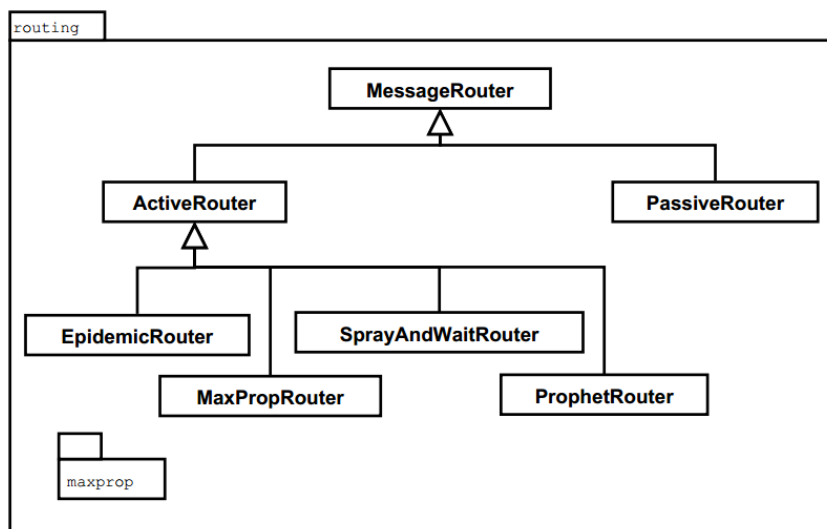 routing
MessageRouter
ActiveRouter
PassiveRouter
EpidemicRouter
SprayAndWaitRouter
MaxPropRouter
ProphetRouter
maxprop